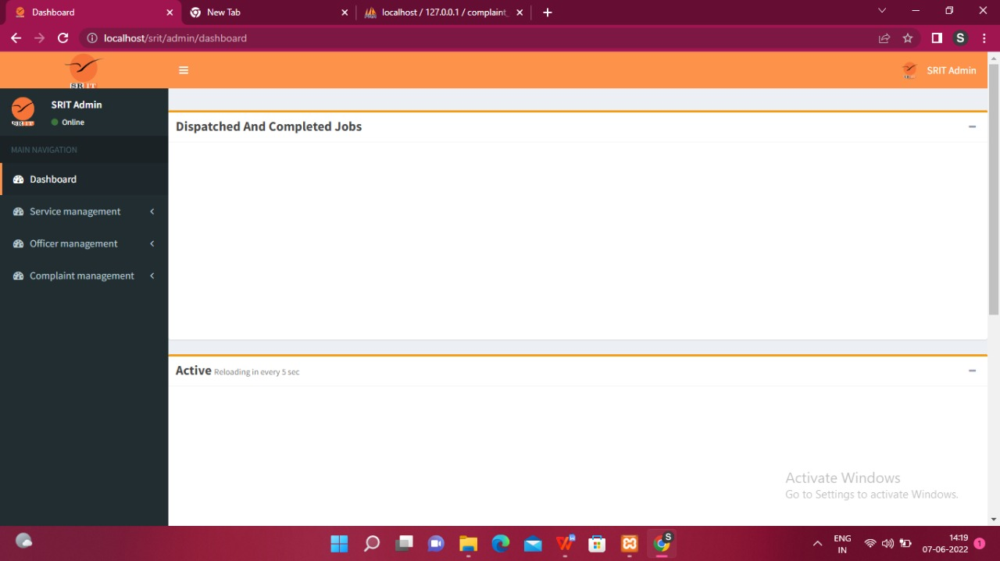 Dashboard
New Tab
localhost / 127.0.0.1 / complaint_
localhost/srit/admin/dashboard
S
SRIT
SRIT Admin
SRIT
SRIT Admin
Online
MAIN NAVIGATION
Dashboard
Service management
Officer management
Complaint management
Dispatched And Completed Jobs
Active Reloading in every 5 sec
Activate Windows
Go to Settings to activate Windows.
S
ENG
IN
14:19
07-06-2022
1